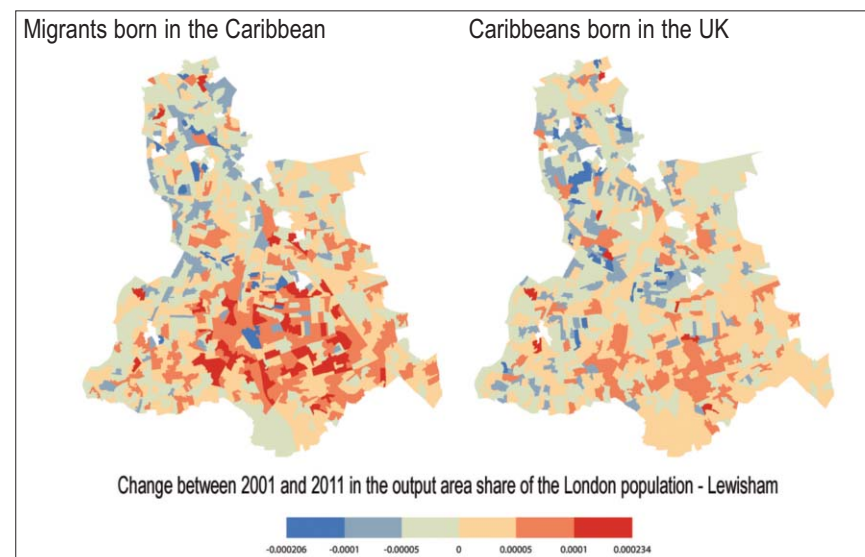 Migrants born in the Caribbean
Caribbeans born in the UK
Change between 2001 and 2011 in the output area share of the London population - Lewisham
-0.000206 -0.0001 -0.00005 0 0.00005 0.0001 0.000234